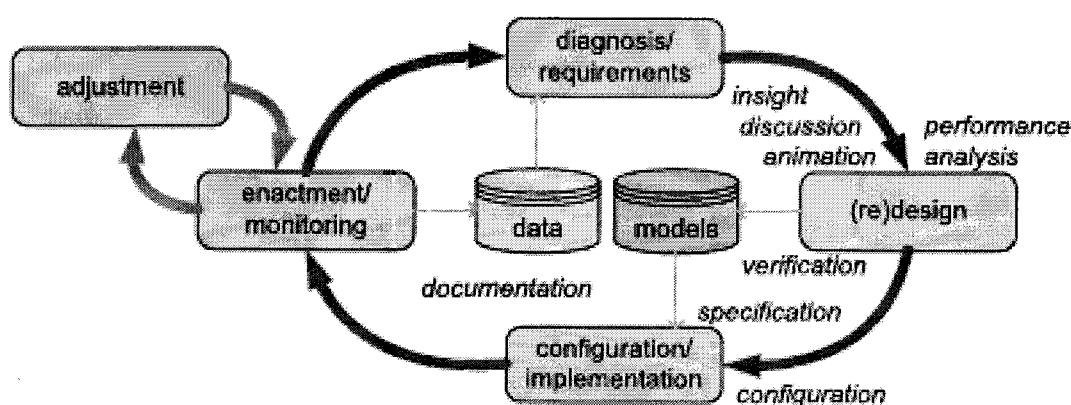 diagnosis/
requirements
adjustment
insight
discussion
animation
performance
analysis
enactment/
monitoring
data
models
(re)design
verification
documentation
specification
configuration/
implementation
configuration